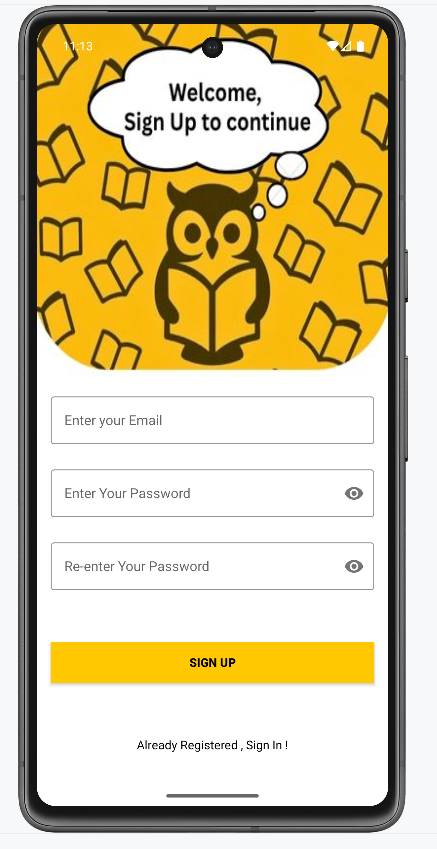 11:13
Welcome,
Sign Up to continue
Enter your Email
Enter Your Password
Re-enter Your Password
SIGN UP
Already Registered , Sign In !